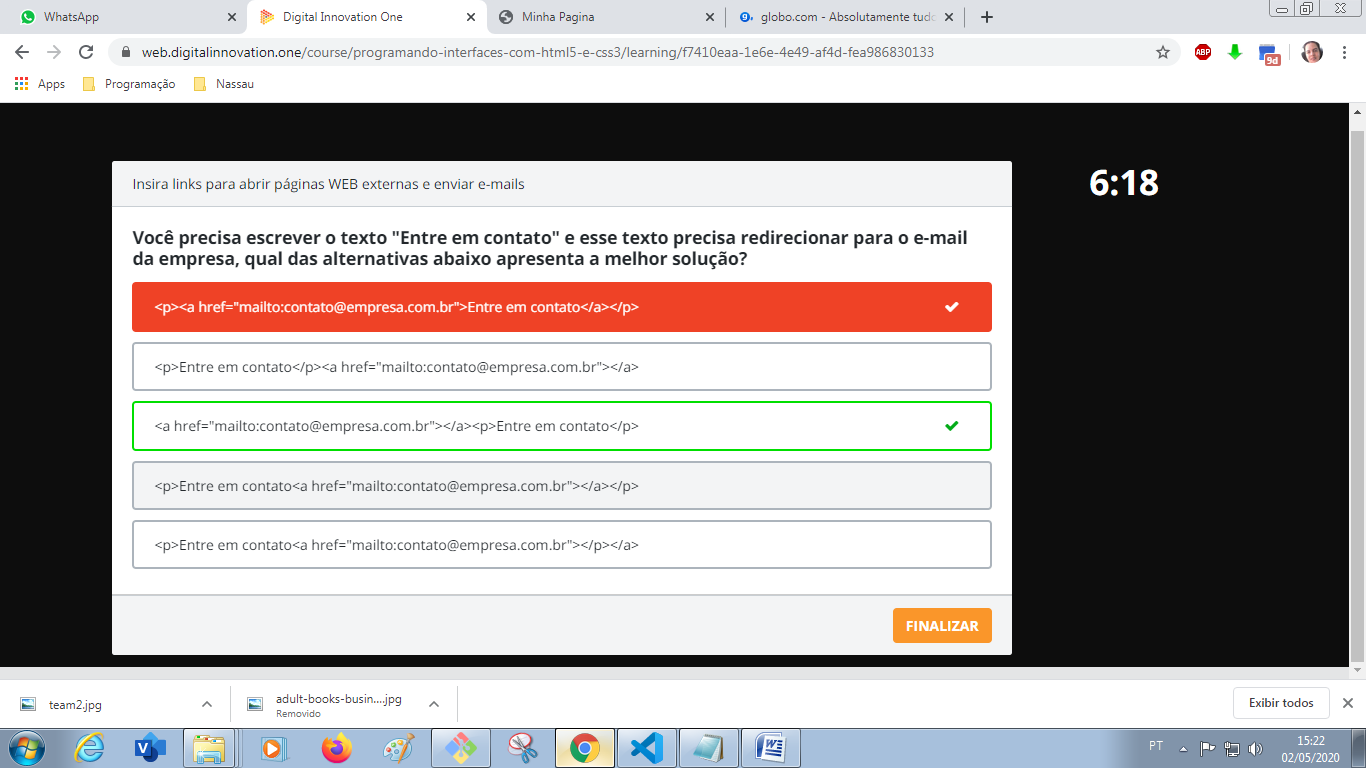 WhatsApp
Digital Innovation One
Minha Pagina
globo.com - Absolutamente tudo
web.digitalinnovation.one/course/programando-interfaces-com-html5-e-css3/learning/f7410eaa-1e6e-4e49-af4d-fea986830133
ABP
9d
Apps
Programação
Nassau
Insira links para abrir páginas WEB externas e enviar e-mails
6:18
Você precisa escrever o texto "Entre em contato" e esse texto precisa redirecionar para o e-mail
da empresa, qual das alternativas abaixo apresenta a melhor solução?
<p><a href="mailto:contato@empresa.com.br">Entre em contato</a></p>
<p>Entre em contato</p><a href="mailto:contato@empresa.com.br"></a>
<a href="mailto:contato@empresa.com.br"></a><p>Entre em contato</p>
<p>Entre em contato<a href="mailto:contato@empresa.com.br"></a></p>
<p>Entre em contato<a href="mailto:contato@empresa.com.br"></p></a>
FINALIZAR
team2.jpg
adult-books-busin....jpg
Removido
Exibir todos
PT
15:22
02/05/2020